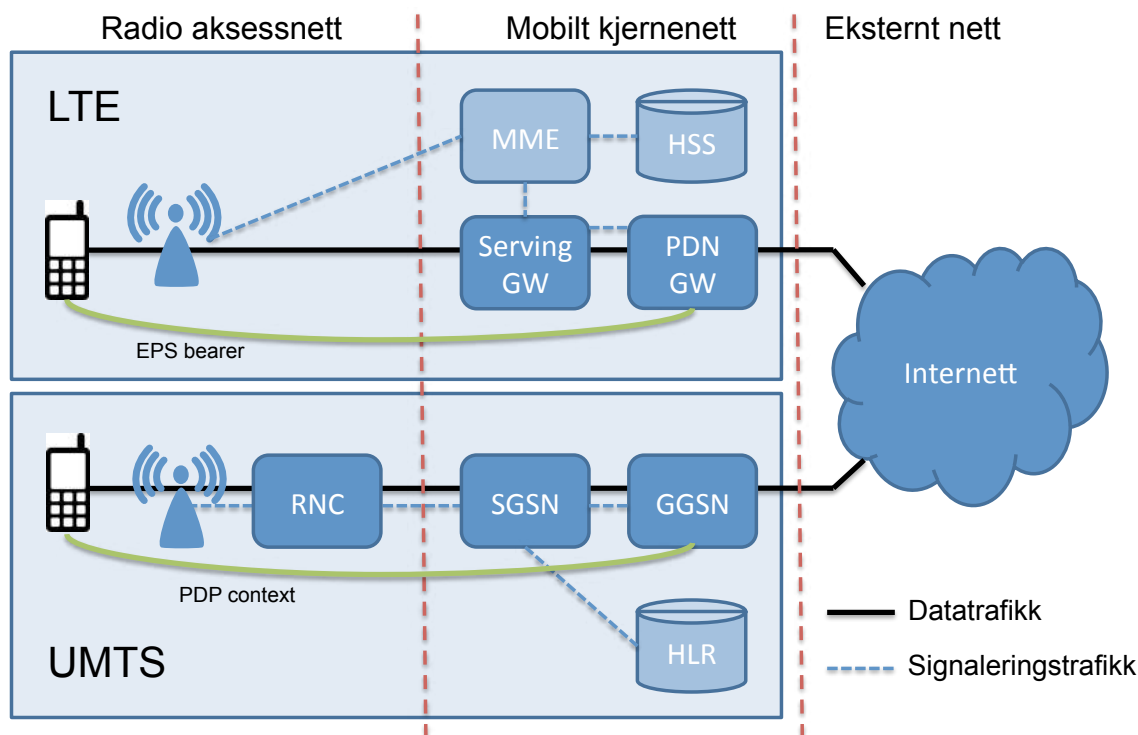 Radio aksessnett
Mobilt kjernenett
Eksternt nett
LTE
MME
HSS
Serving
GW
PDN
GW
EPS bearer
Internett
RNC
SGSN
GGSN
PDP context
HLR
UMTS
Datatrafikk
Signaleringstrafikk